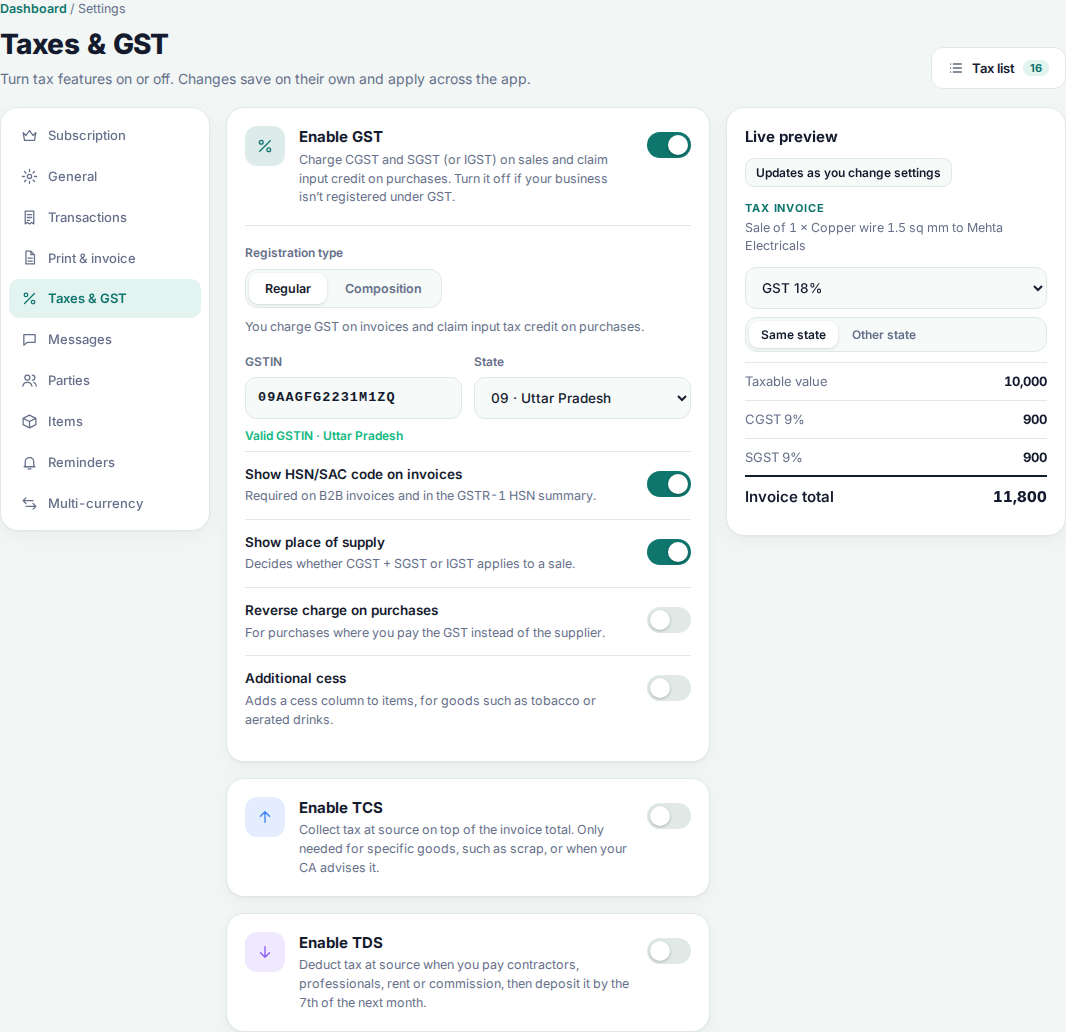 Dashboard / Settings
Taxes & GST
Turn tax features on or off. Changes save on their own and apply across the app.
Tax list 16
Subscription
General
Transactions
Print & invoice
Taxes & GST
Messages
Parties
Items
Reminders
Multi-currency
Enable GST
Charge CGST and SGST (or IGST) on sales and claim
input credit on purchases. Turn it off if your business
isn't registered under GST.
Registration type
Regular Composition
You charge GST on invoices and claim input tax credit on purchases.
GSTIN State
09AAGFG2231M1ZQ 09 · Uttar Pradesh
Valid GSTIN · Uttar Pradesh
Show HSN/SAC code on invoices
Required on B2B invoices and in the GSTR-1 HSN summary.
Show place of supply
Decides whether CGST + SGST or IGST applies to a sale.
Reverse charge on purchases
For purchases where you pay the GST instead of the supplier.
Additional cess
Adds a cess column to items, for goods such as tobacco or
aerated drinks.
Enable TCS
Collect tax at source on top of the invoice total. Only
needed for specific goods, such as scrap, or when your
CA advises it.
Enable TDS
Deduct tax at source when you pay contractors,
professionals, rent or commission, then deposit it by the
7th of the next month.
Live preview
Updates as you change settings
TAX INVOICE
Sale of 1 × Copper wire 1.5 sq mm to Mehta
Electricals
GST 18%
Same state Other state
Taxable value 10,000
CGST 9% 900
SGST 9% 900
Invoice total 11,800